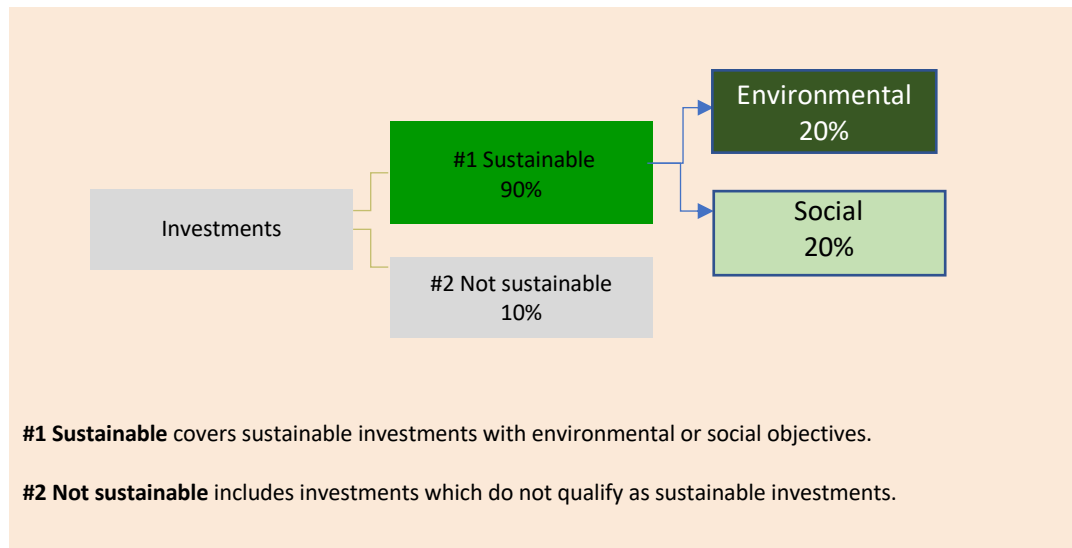 Environmental
20%
#1 Sustainable
90%
Investments
Social
20%
#2 Not sustainable
10%
#1 Sustainable covers sustainable investments with environmental or social objectives.
#2 Not sustainable includes investments which do not qualify as sustainable investments.